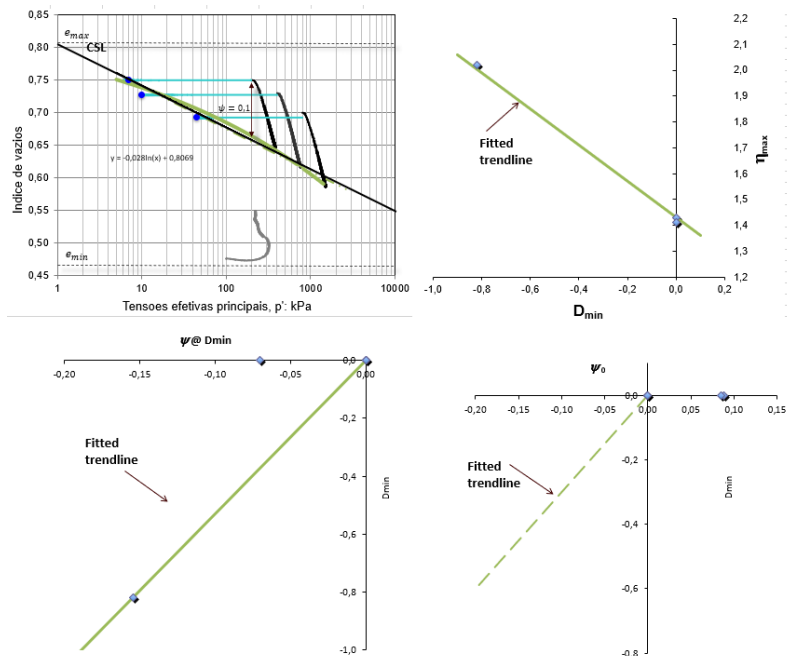 0,85
0,80
0,75
0,70
0,65
0,60
0,55
0,50
0,45
Indice de vazios
e_max
CSL
ψ = 0,1
y = -0,028ln(x) + 0,8069
e_min
1 10 100 1000 10000
Tensoes efetivas principais, p': kPa
2,2
2,1
2,0
1,9
1,8
1,7
1,6
1,5
1,4
1,3
1,2
η_max
Fitted
trendline
-1,0 -0,8 -0,6 -0,4 -0,2 0,0 0,2
D_min
ψ@ Dmin
-0,20 -0,15 -0,10 -0,05 0,00
0,0
-0,2
-0,4
-0,6
-0,8
-1,0
Dmin
Fitted
trendline
ψ_0
-0,20 -0,15 -0,10 -0,05 0,00 0,05 0,10 0,15
0,0
-0,2
-0,4
-0,6
-0,8
Dmin
Fitted
trendline